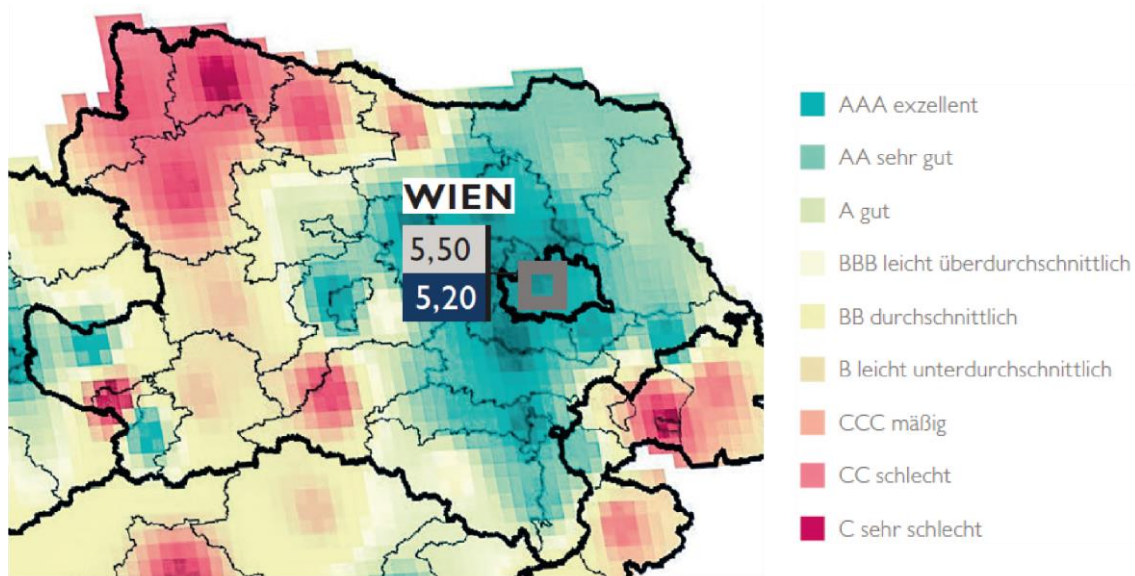 WIEN
5,50
5,20
AAA exzellent
AA sehr gut
A gut
BBB leicht überdurchschnittlich
BB durchschnittlich
B leicht unterdurchschnittlich
CCC mäßig
CC schlecht
C sehr schlecht